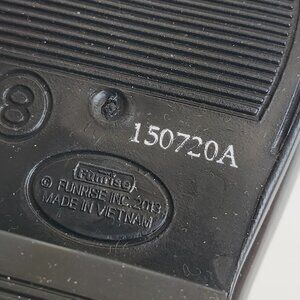 8
150720A
Funrise
© FUNRISE INC. 2013
MADE IN VIETNAM